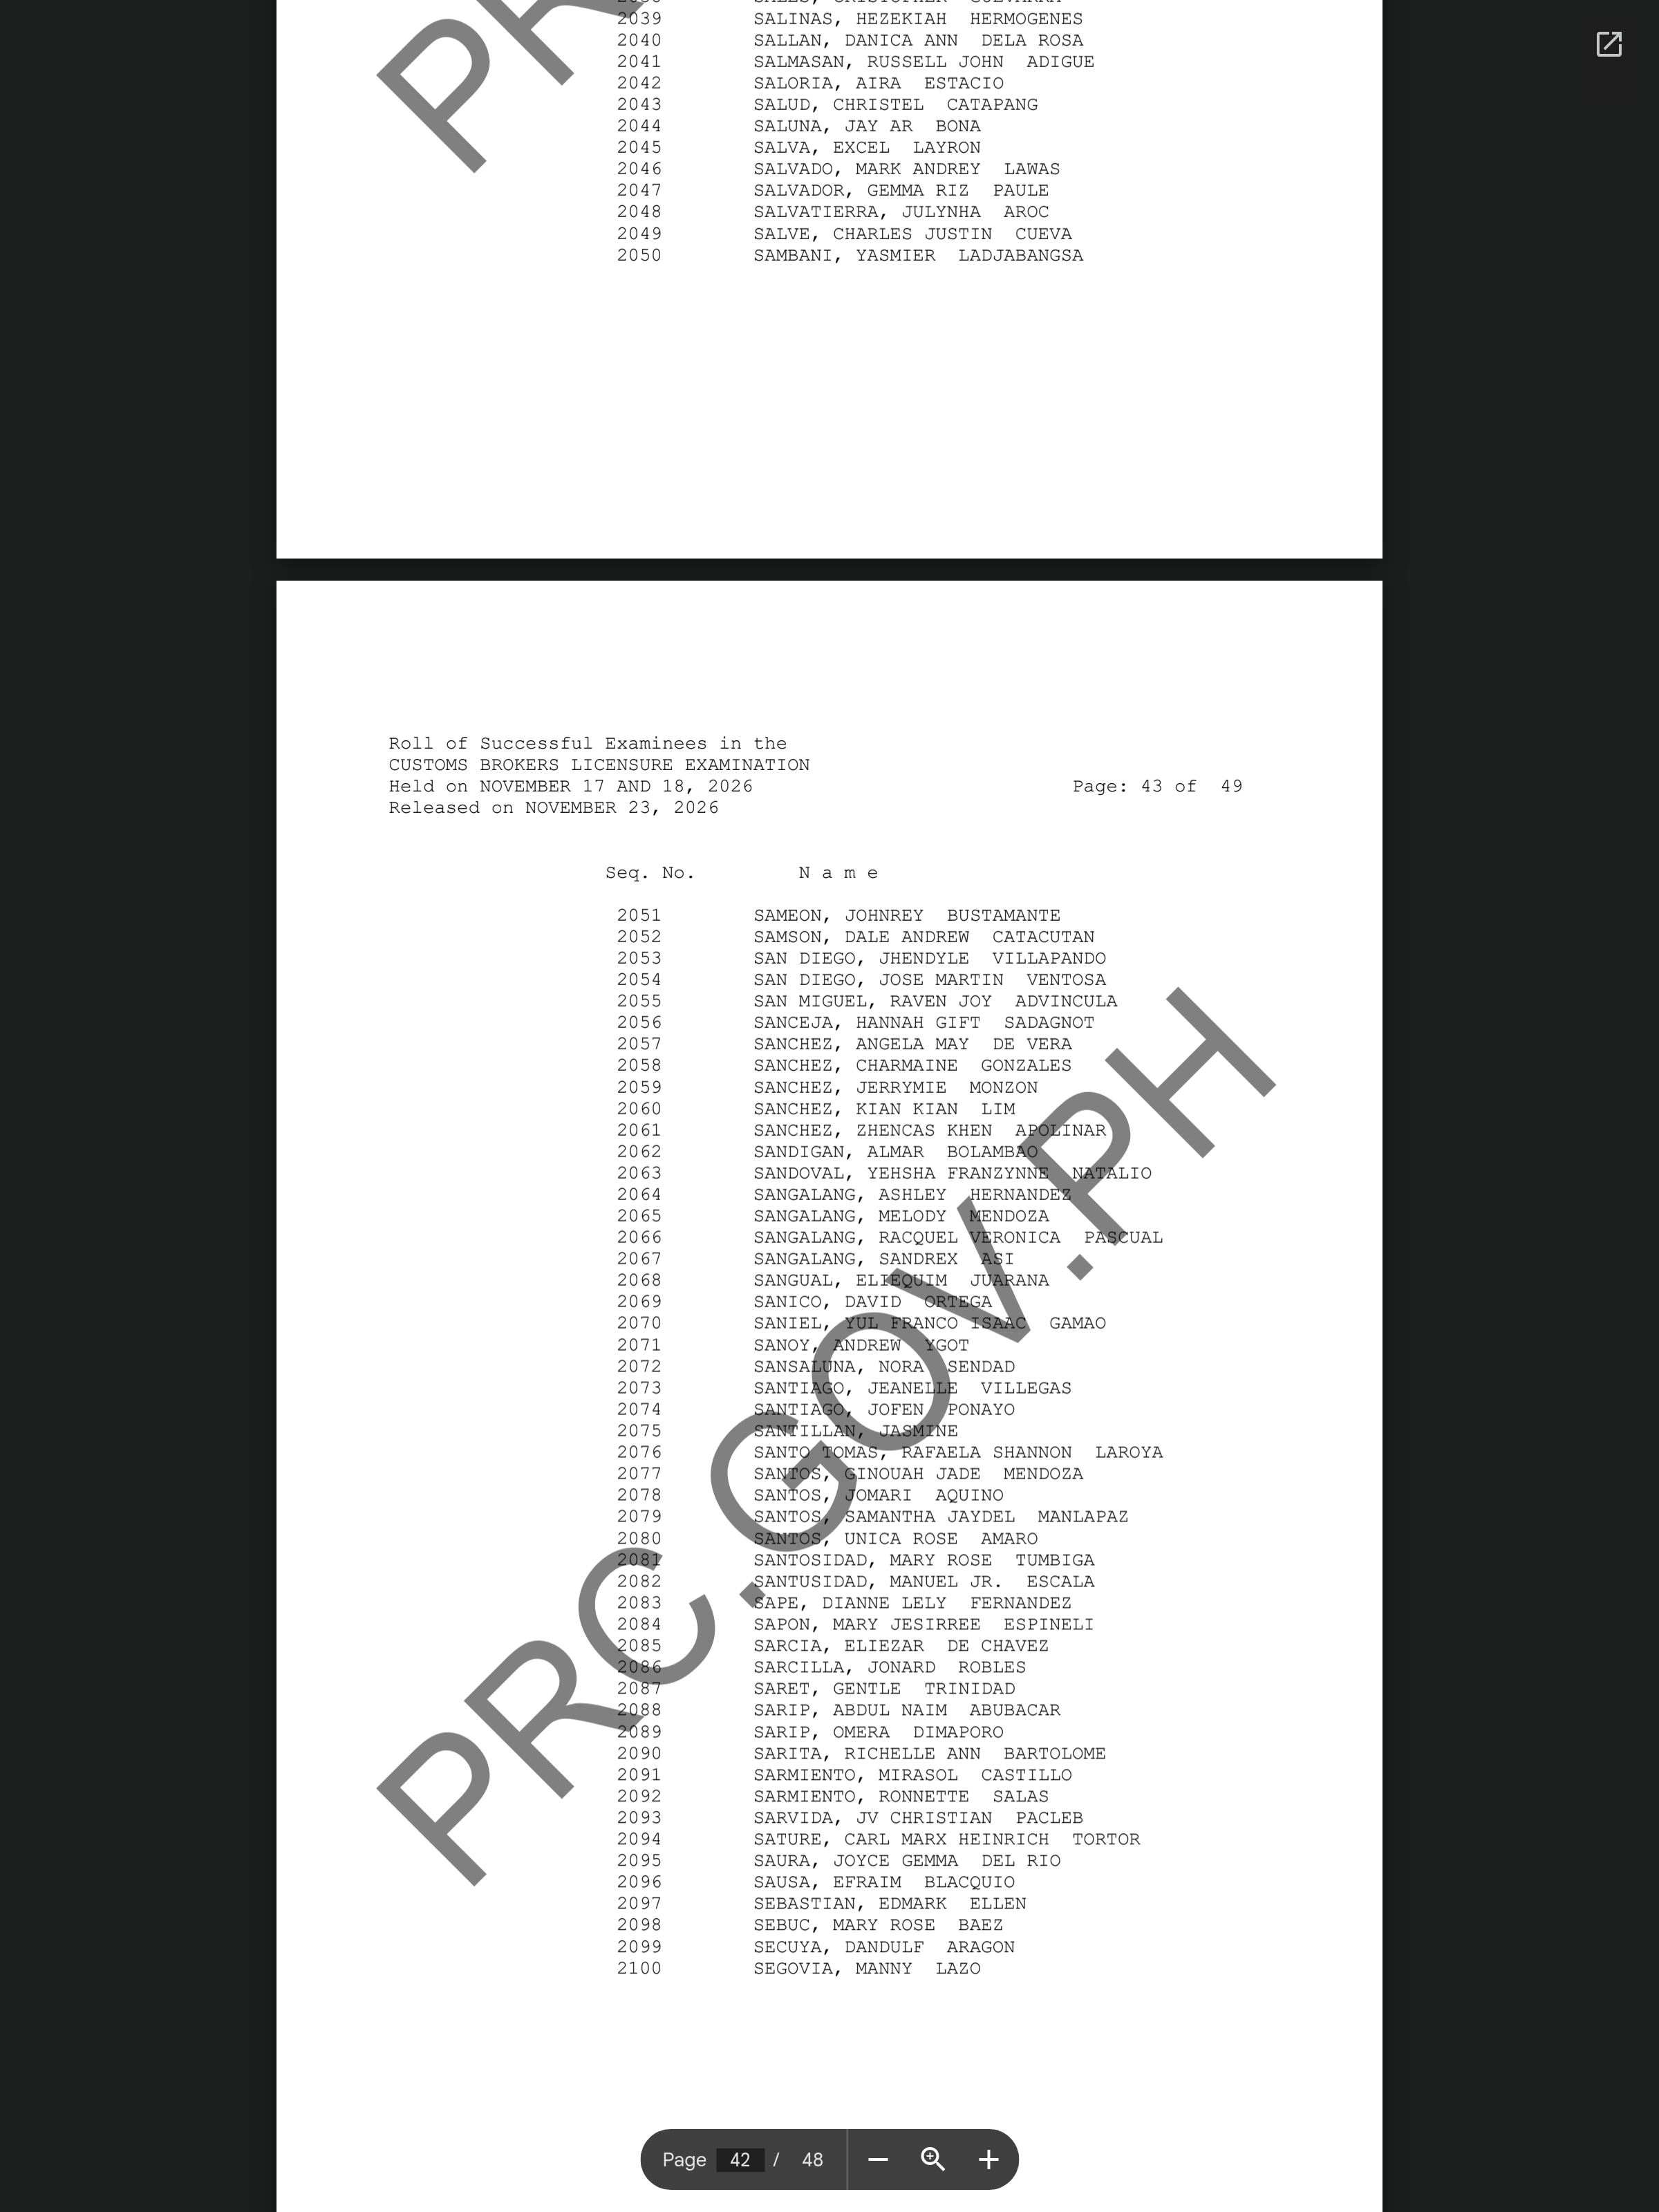 2039 SALINAS, HEZEKIAH HERMOGENES
2040 SALLAN, DANICA ANN DELA ROSA
2041 SALMASAN, RUSSELL JOHN ADIGUE
2042 SALORIA, AIRA ESTACIO
2043 SALUD, CHRISTEL CATAPANG
2044 SALUNA, JAY AR BONA
2045 SALVA, EXCEL LAYRON
2046 SALVADO, MARK ANDREY LAWAS
2047 SALVADOR, GEMMA RIZ PAULE
2048 SALVATIERRA, JULYNHA AROC
2049 SALVE, CHARLES JUSTIN CUEVA
2050 SAMBANI, YASMIER LADJABANGSA
Roll of Successful Examinees in the
CUSTOMS BROKERS LICENSURE EXAMINATION
Held on NOVEMBER 17 AND 18, 2026 Page: 43 of 49
Released on NOVEMBER 23, 2026
Seq. No. N a m e
2051 SAMEON, JOHNREY BUSTAMANTE
2052 SAMSON, DALE ANDREW CATACUTAN
2053 SAN DIEGO, JHENDYLE VILLAPANDO
2054 SAN DIEGO, JOSE MARTIN VENTOSA
2055 SAN MIGUEL, RAVEN JOY ADVINCULA
2056 SANCEJA, HANNAH GIFT SADAGNOT
2057 SANCHEZ, ANGELA MAY DE VERA
2058 SANCHEZ, CHARMAINE GONZALES
2059 SANCHEZ, JERRYMIE MONZON
2060 SANCHEZ, KIAN KIAN LIM
2061 SANCHEZ, ZHENCAS KHEN APOLINAR
2062 SANDIGAN, ALMAR BOLAMBAO
2063 SANDOVAL, YEHSHA FRANZYNNE NATALIO
2064 SANGALANG, ASHLEY HERNANDEZ
2065 SANGALANG, MELODY MENDOZA
2066 SANGALANG, RACQUEL VERONICA PASCUAL
2067 SANGALANG, SANDREX ASI
2068 SANGUAL, ELIEQUIM JUARANA
2069 SANICO, DAVID ORTEGA
2070 SANIEL, YUL FRANCO ISAAC GAMAO
2071 SANOY, ANDREW YGOT
2072 SANSALUNA, NORA SENDAD
2073 SANTIAGO, JEANELLE VILLEGAS
2074 SANTIAGO, JOFEN PONAYO
2075 SANTILLAN, JASMINE
2076 SANTO TOMAS, RAFAELA SHANNON LAROYA
2077 SANTOS, GINOUAH JADE MENDOZA
2078 SANTOS, JOMARI AQUINO
2079 SANTOS, SAMANTHA JAYDEL MANLAPAZ
2080 SANTOS, UNICA ROSE AMARO
2081 SANTOSIDAD, MARY ROSE TUMBIGA
2082 SANTUSIDAD, MANUEL JR. ESCALA
2083 SAPE, DIANNE LELY FERNANDEZ
2084 SAPON, MARY JESIRREE ESPINELI
2085 SARCIA, ELIEZAR DE CHAVEZ
2086 SARCILLA, JONARD ROBLES
2087 SARET, GENTLE TRINIDAD
2088 SARIP, ABDUL NAIM ABUBACAR
2089 SARIP, OMERA DIMAPORO
2090 SARITA, RICHELLE ANN BARTOLOME
2091 SARMIENTO, MIRASOL CASTILLO
2092 SARMIENTO, RONNETTE SALAS
2093 SARVIDA, JV CHRISTIAN PACLEB
2094 SATURE, CARL MARX HEINRICH TORTOR
2095 SAURA, JOYCE GEMMA DEL RIO
2096 SAUSA, EFRAIM BLACQUIO
2097 SEBASTIAN, EDMARK ELLEN
2098 SEBUC, MARY ROSE BAEZ
2099 SECUYA, DANDULF ARAGON
2100 SEGOVIA, MANNY LAZO
PRC.GOV.PH
Page 42 / 48